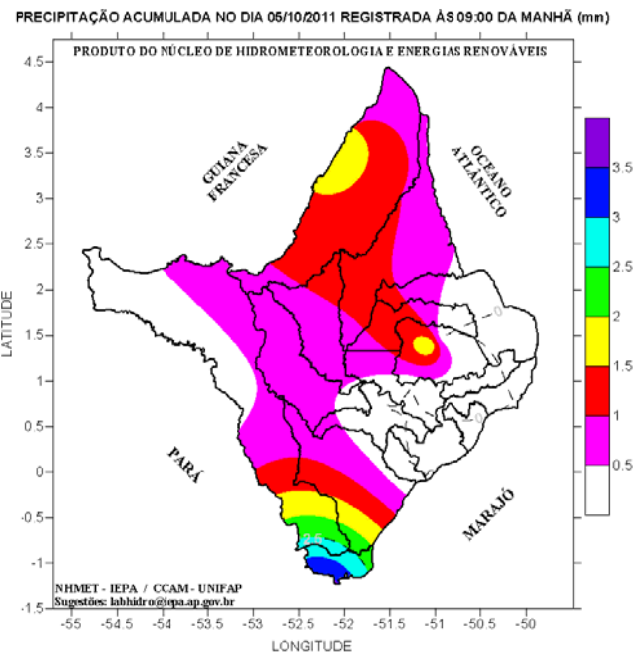 PRECIPITAÇÃO ACUMULADA NO DIA 05/10/2011 REGISTRADA ÀS 09:00 DA MANHÃ (mm)
PRODUTO DO NÚCLEO DE HIDROMETEOROLOGIA E ENERGIAS RENOVÁVEIS
4.5
4
3.5
3
2.5
2
1.5
1
0.5
0
-0.5
-1
-1.5
LATITUDE
GUIANA
FRANCESA
OCEANO
ATLÂNTICO
PARÁ
MARAJÓ
0
0
0
NHMET - IEPA / CCAM - UNIFAP
Sugestões: labhidro@iepa.ap.gov.br
-55
-54.5
-54
-53.5
-53
-52.5
-52
-51.5
-51
-50.5
-50
LONGITUDE
3.5
3
2.5
2
1.5
1
0.5